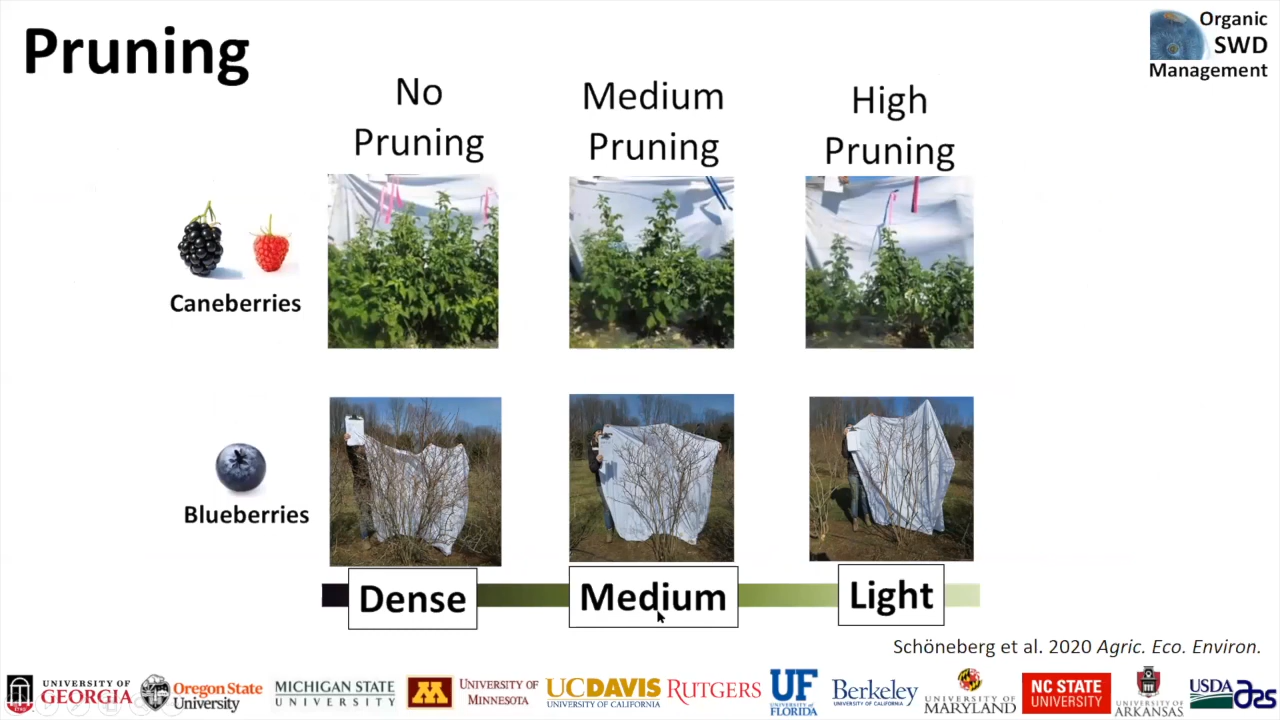 Pruning
Organic
SWD
Management
No
Pruning
Medium
Pruning
High
Pruning
Caneberries
Blueberries
Dense
Medium
Light
Schöneberg et al. 2020 Agric. Eco. Environ.
UNIVERSITY OF
GEORGIA
Oregon State
University
MICHIGAN STATE
UNIVERSITY
M
UNIVERSITY OF
MINNESOTA
UCDAVIS
UNIVERSITY OF CALIFORNIA
RUTGERS
UF
UNIVERSITY of
FLORIDA
Berkeley
UNIVERSITY OF CALIFORNIA
UNIVERSITY OF
MARYLAND
NC STATE
UNIVERSITY
UNIVERSITY OF
ARKANSAS
USDA
ars